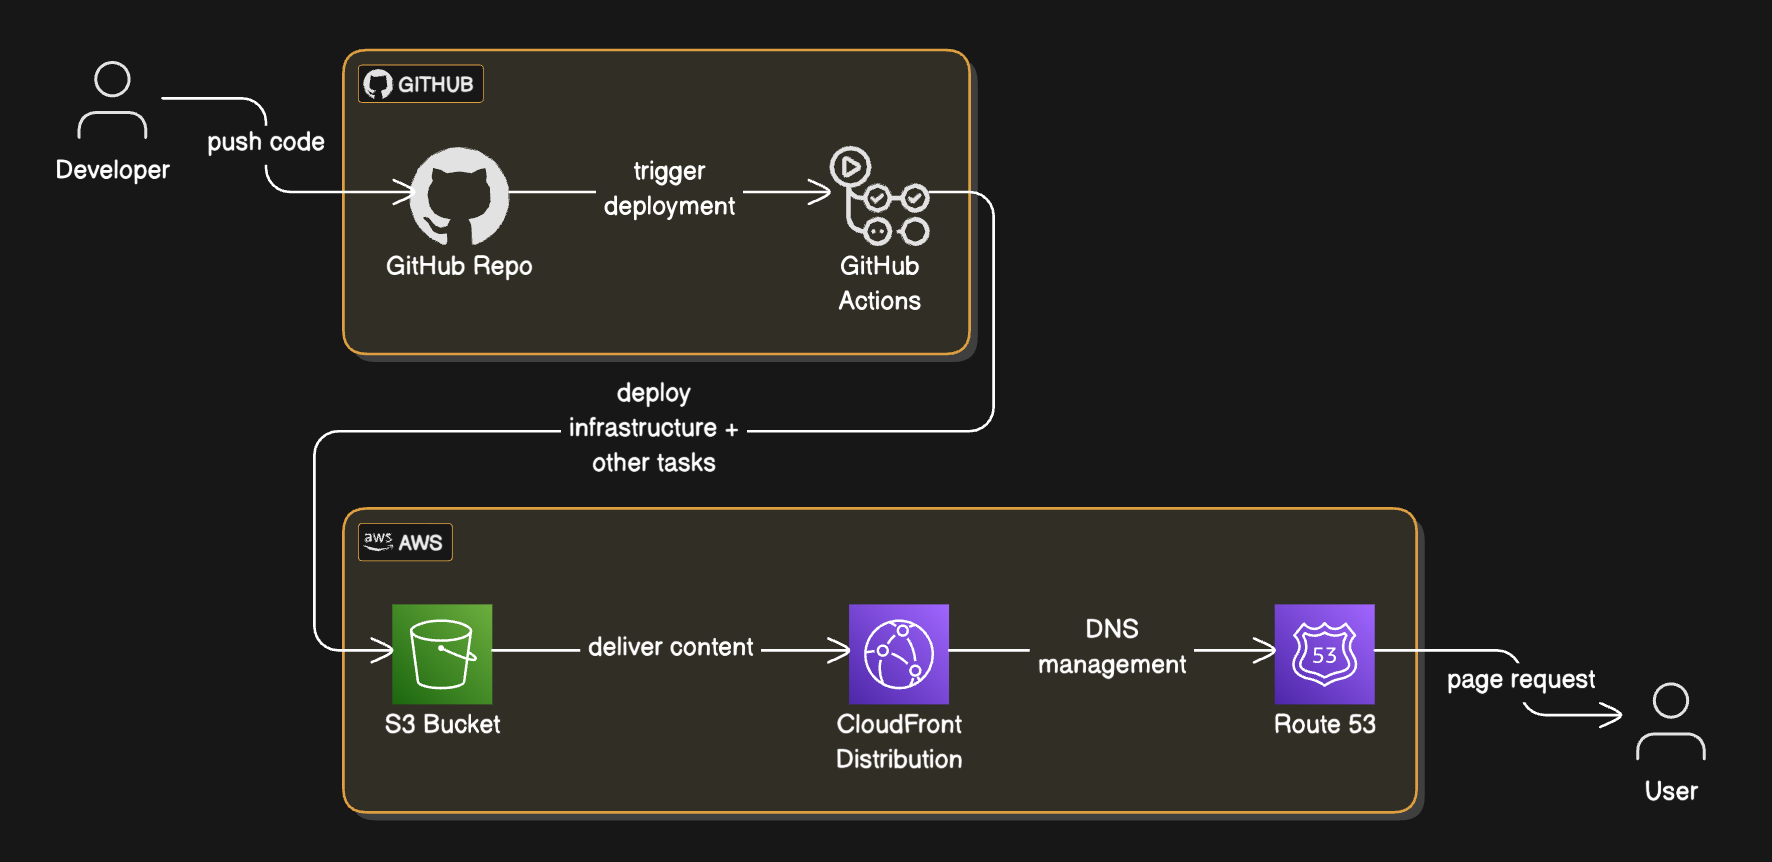 GITHUB
Developer
push code
trigger
deployment
GitHub Repo
GitHub
Actions
deploy
infrastructure +
other tasks
aws AWS
deliver content
DNS
management
53
page request
S3 Bucket
CloudFront
Distribution
Route 53
User